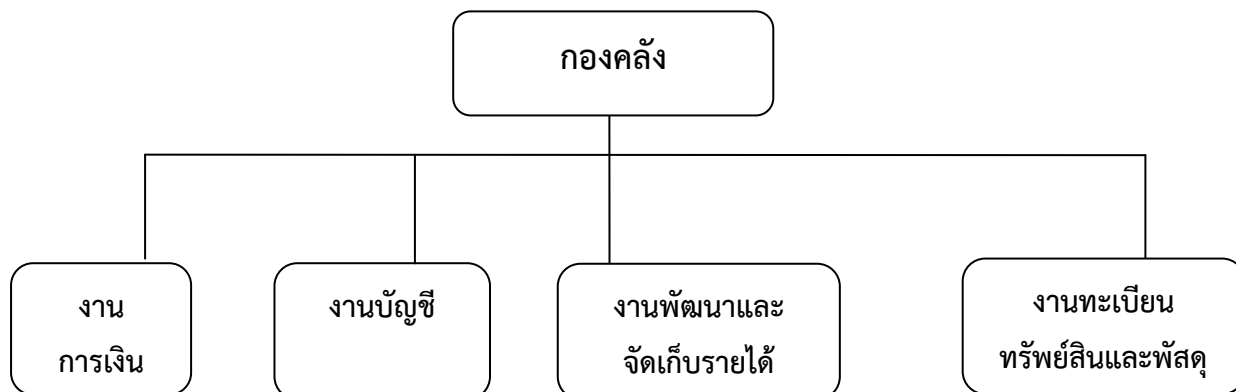 กองคลัง
งาน
การเงิน
งานบัญชี
งานพัฒนาและ
จัดเก็บรายได้
งานทะเบียน
ทรัพย์สินและพัสดุ